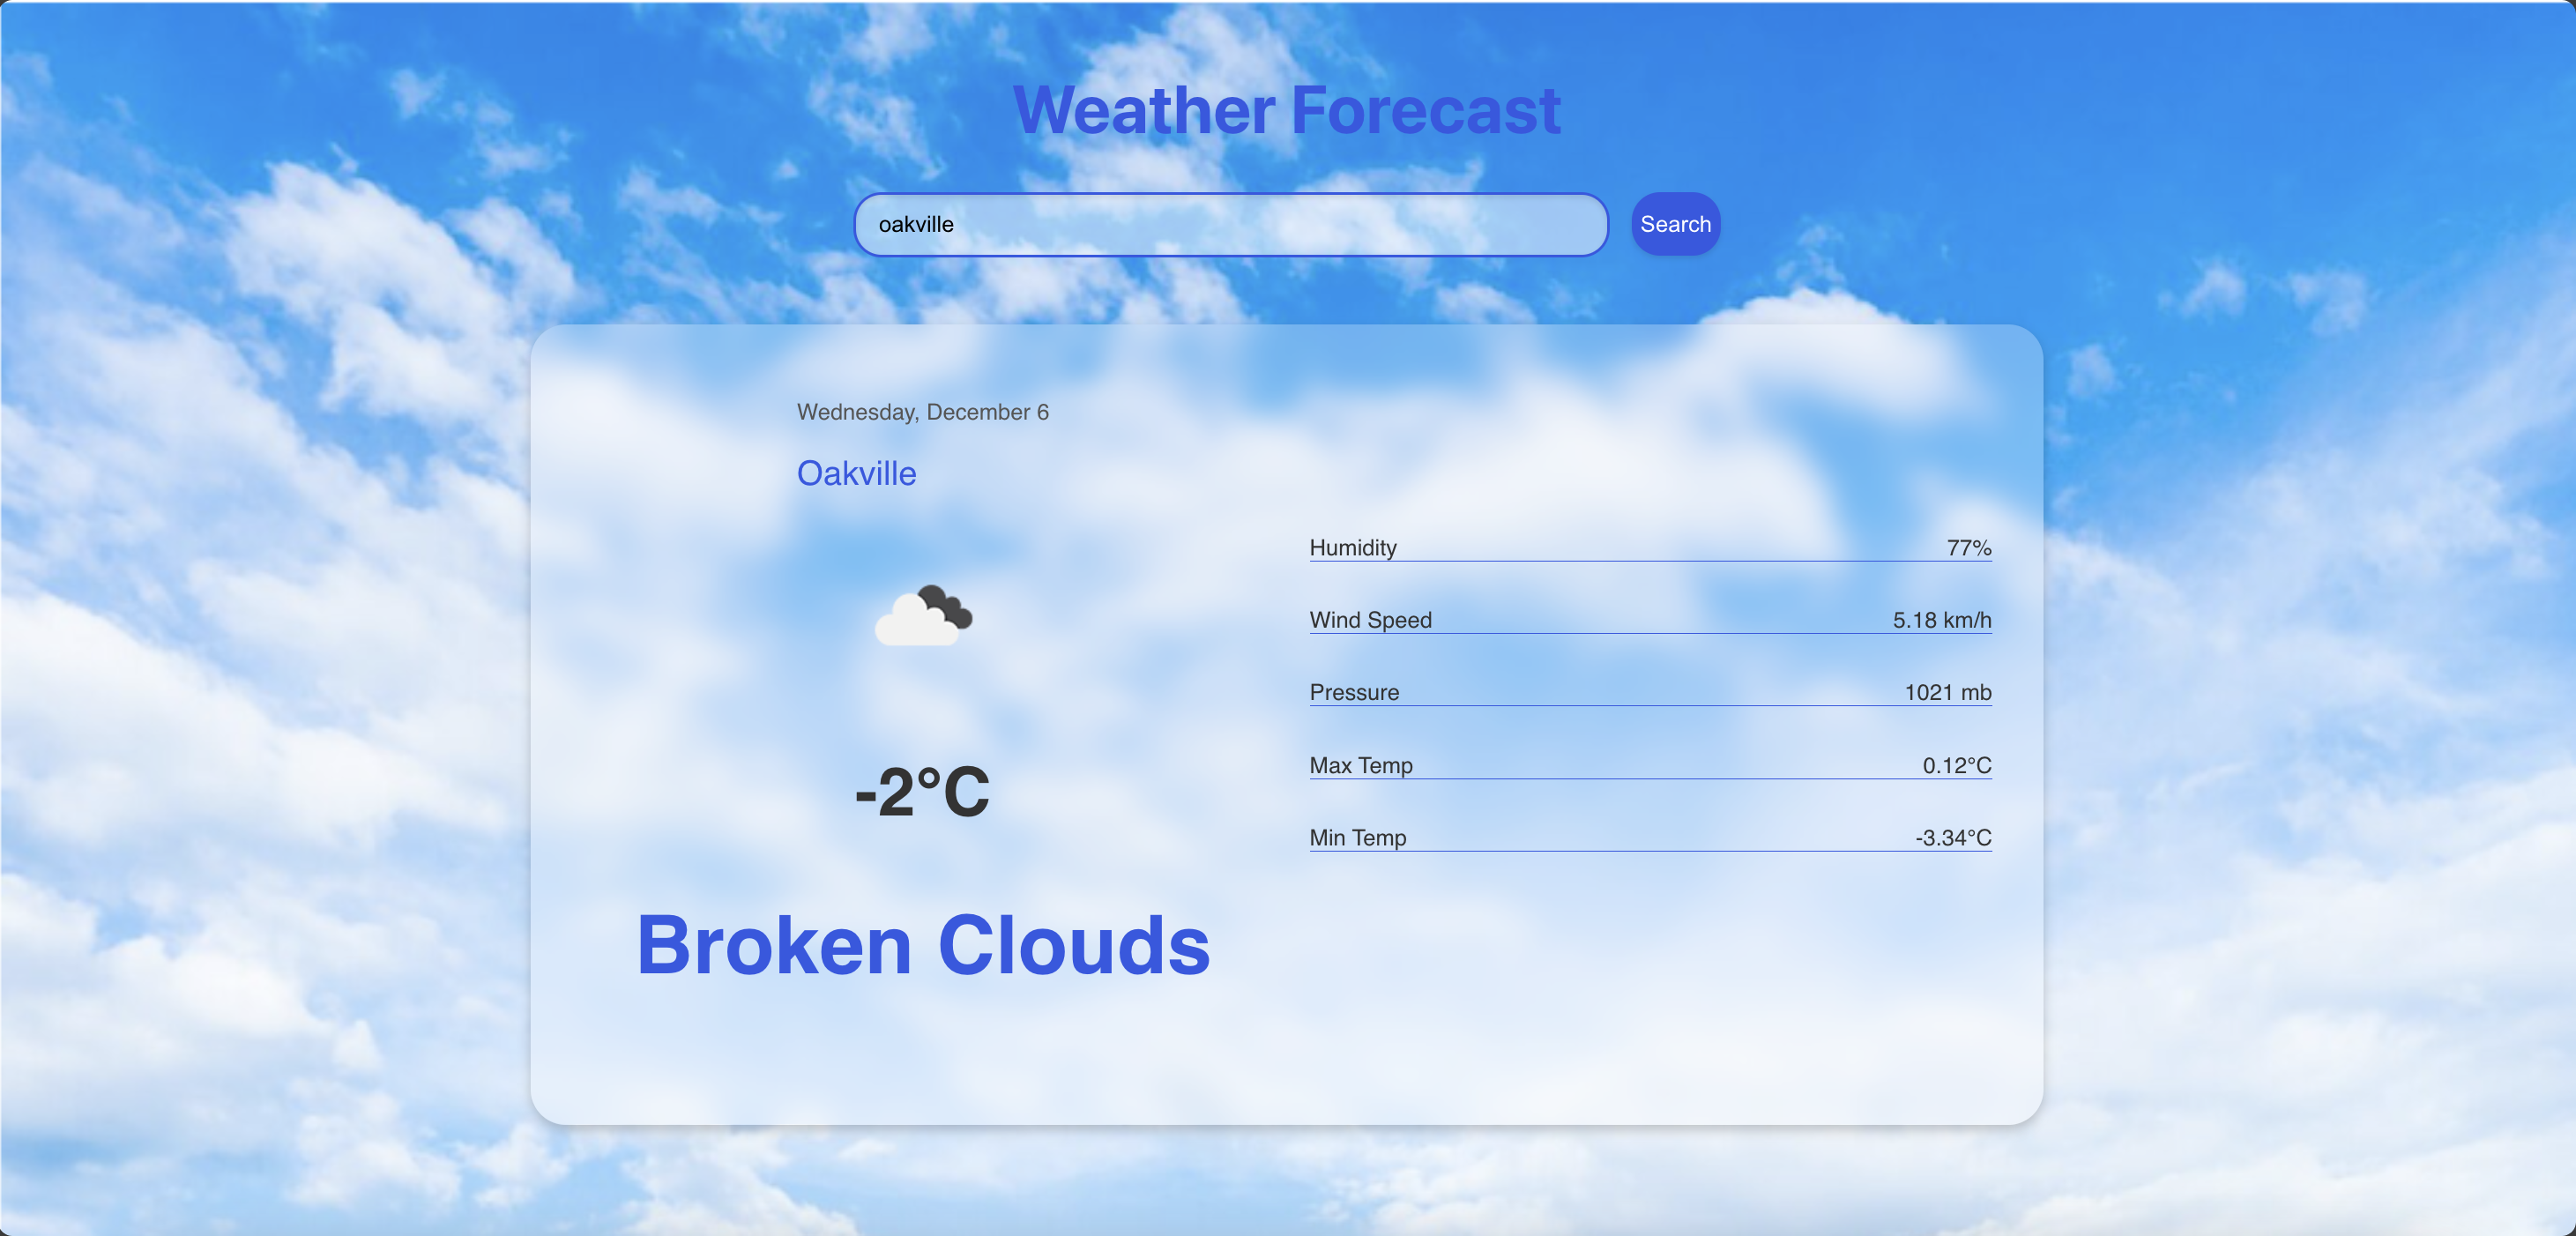 Weather Forecast
oakville
Search
Wednesday, December 6
Oakville
-2°C
Broken Clouds
Humidity 77%
Wind Speed 5.18 km/h
Pressure 1021 mb
Max Temp 0.12°C
Min Temp -3.34°C